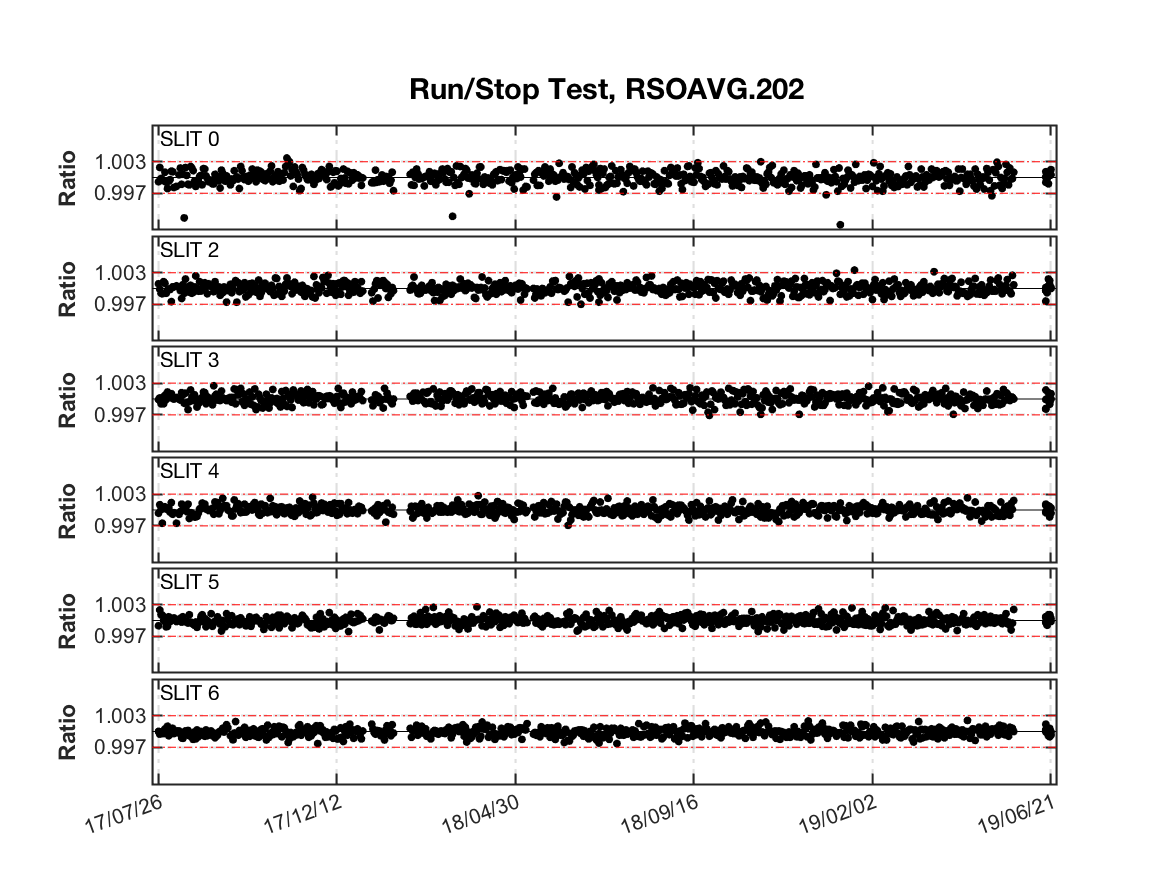 Run/Stop Test, RSOAVG.202
SLIT 0
Ratio
1.003
0.997
SLIT 2
Ratio
1.003
0.997
SLIT 3
Ratio
1.003
0.997
SLIT 4
Ratio
1.003
0.997
SLIT 5
Ratio
1.003
0.997
SLIT 6
Ratio
1.003
0.997
17/07/26 17/12/12 18/04/30 18/09/16 19/02/02 19/06/21